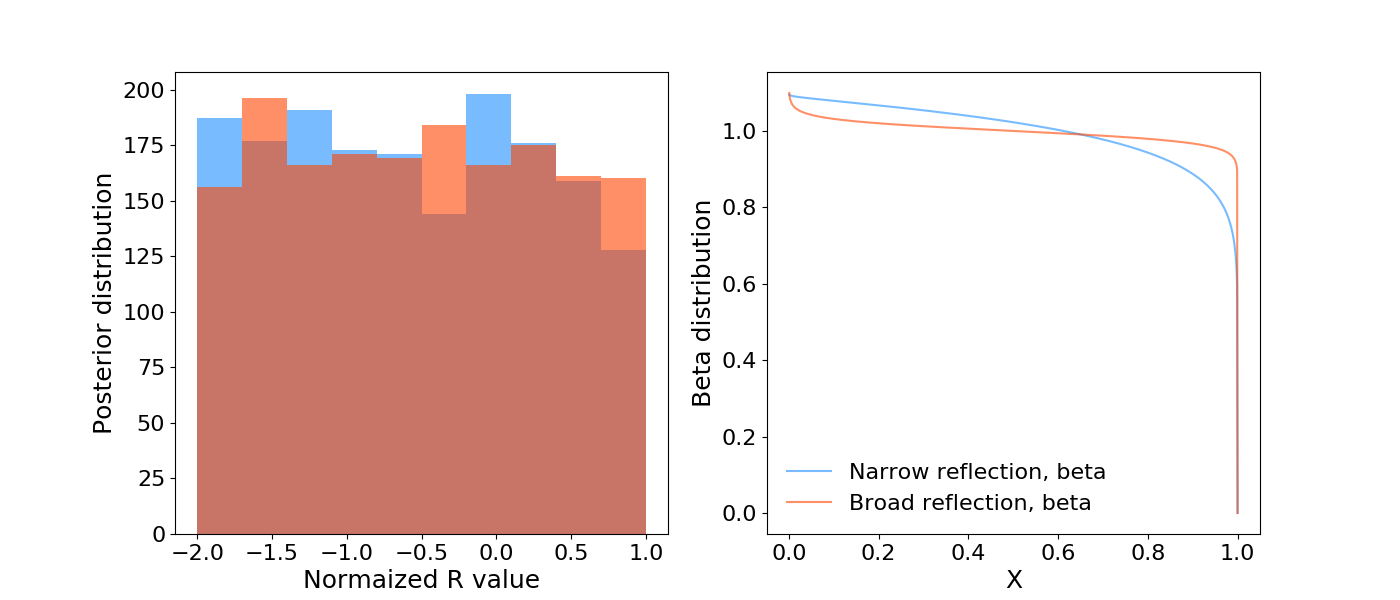 Posterior distribution
200
175
150
125
100
75
50
25
0
−2.0 −1.5 −1.0 −0.5 0.0 0.5 1.0
Normaized R value
Beta distribution
1.0
0.8
0.6
0.4
0.2
0.0
Narrow reflection, beta
Broad reflection, beta
0.0 0.2 0.4 0.6 0.8 1.0
X